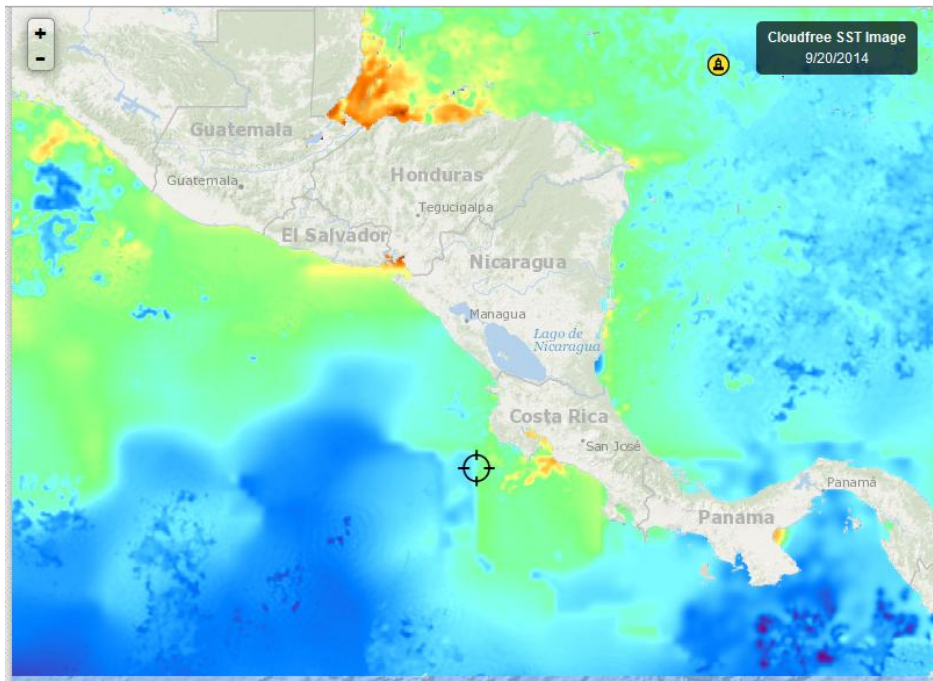 +
Cloudfree SST Image
-
9/20/2014
Guatemala
Honduras
Guatemala
Tegucigalpa
El Salvador
Nicaragua
Managua
Lago de
Nicaragua
Costa Rica
San José
Panamá
Panama